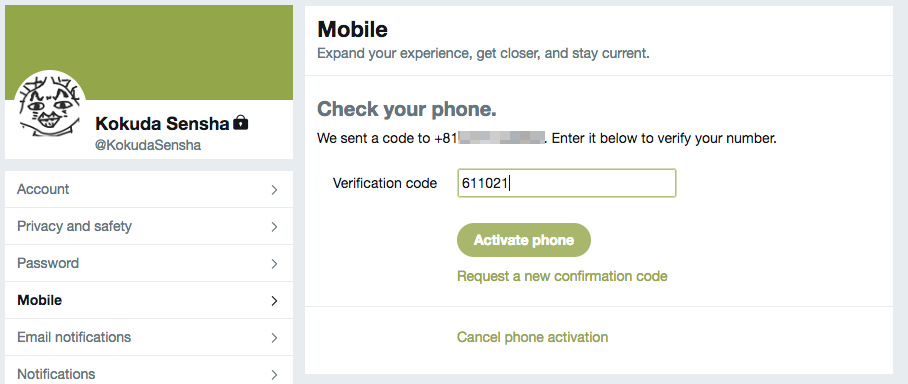 Kokuda Sensha
@KokudaSensha
Account
Privacy and safety
Password
Mobile
Email notifications
Notifications
Mobile
Expand your experience, get closer, and stay current.
Check your phone.
We sent a code to +81 . Enter it below to verify your number.
Verification code 611021
Activate phone
Request a new confirmation code
Cancel phone activation